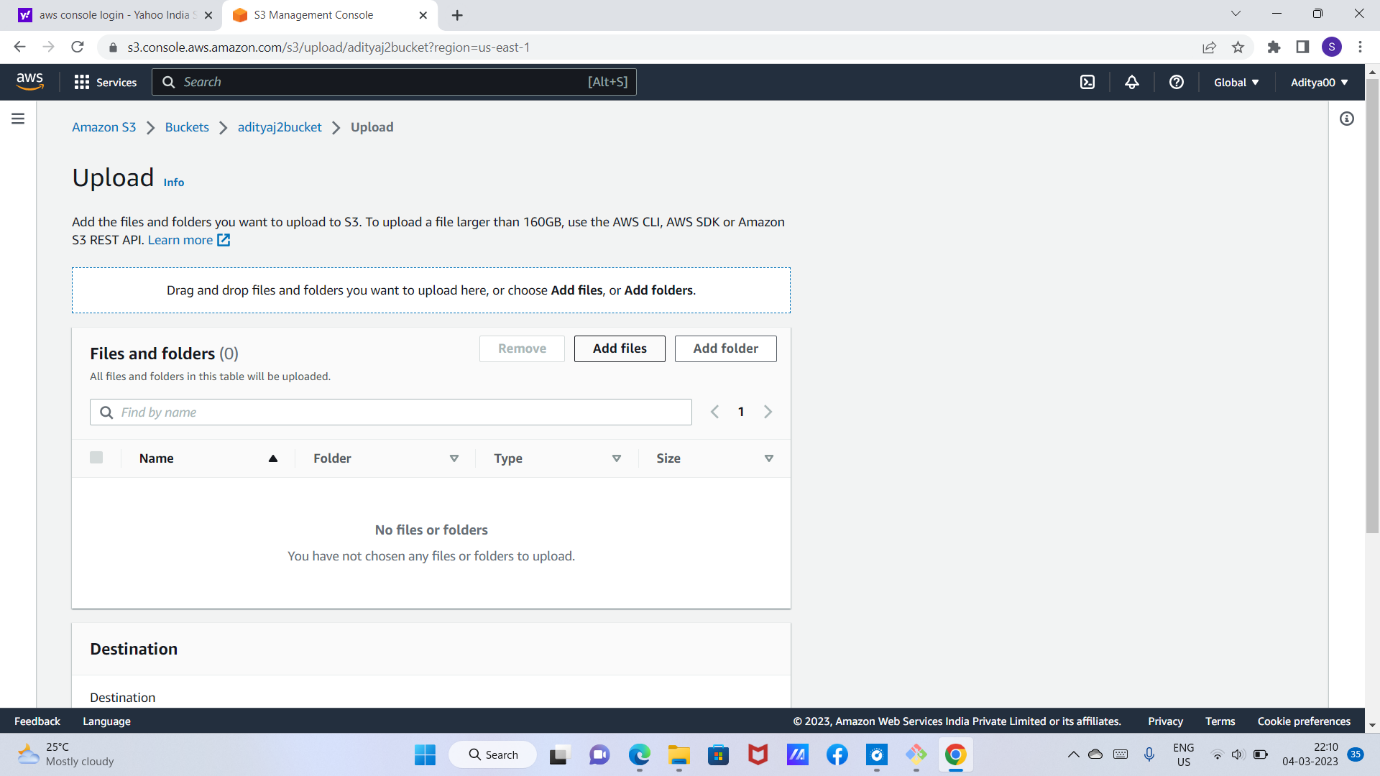 aws console login - Yahoo India S
S3 Management Console
s3.console.aws.amazon.com/s3/upload/adityaj2bucket?region=us-east-1
S
aws
Services
Search
[Alt+S]
Global
Aditya00
Amazon S3
Buckets
adityaj2bucket
Upload
Upload Info
Add the files and folders you want to upload to S3. To upload a file larger than 160GB, use the AWS CLI, AWS SDK or Amazon
S3 REST API. Learn more
Drag and drop files and folders you want to upload here, or choose Add files, or Add folders.
Files and folders (0)
Remove
Add files
Add folder
All files and folders in this table will be uploaded.
Find by name
1
Name
Folder
Type
Size
No files or folders
You have not chosen any files or folders to upload.
Destination
Destination
Feedback
Language
© 2023, Amazon Web Services India Private Limited or its affiliates.
Privacy
Terms
Cookie preferences
25°C
Mostly cloudy
Search
ENG
US
22:10
04-03-2023
35